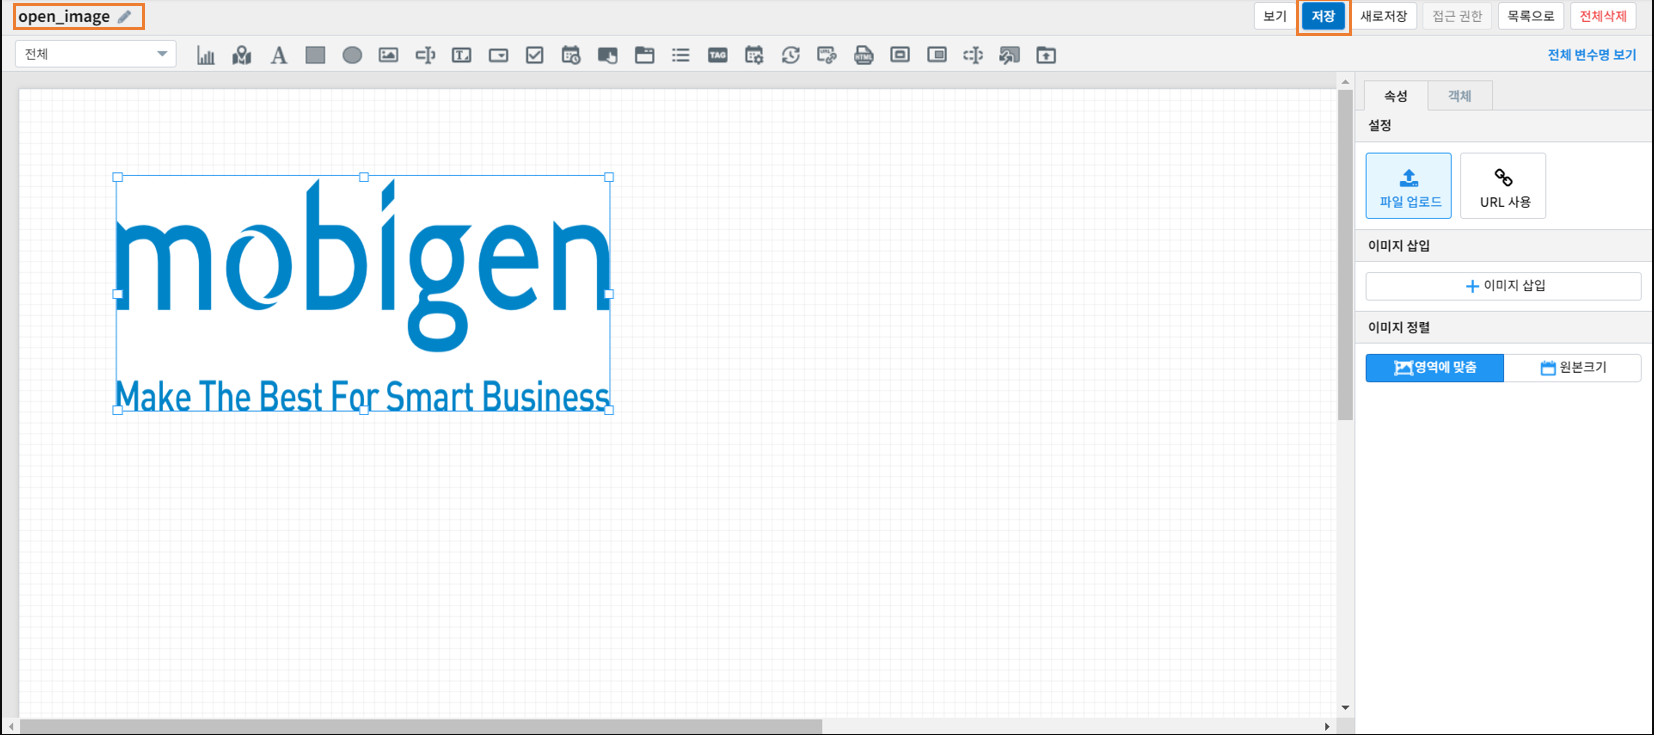 open_image
보기 저장 새로저장 접근 권한 목록으로 전체삭제
전체
A T TAG URL HTML
전체 변수명 보기
속성 객체
설정
파일 업로드 URL 사용
이미지 삽입
이미지 삽입
이미지 정렬
영역에 맞춤 원본크기
mobigen
Make The Best For Smart Business